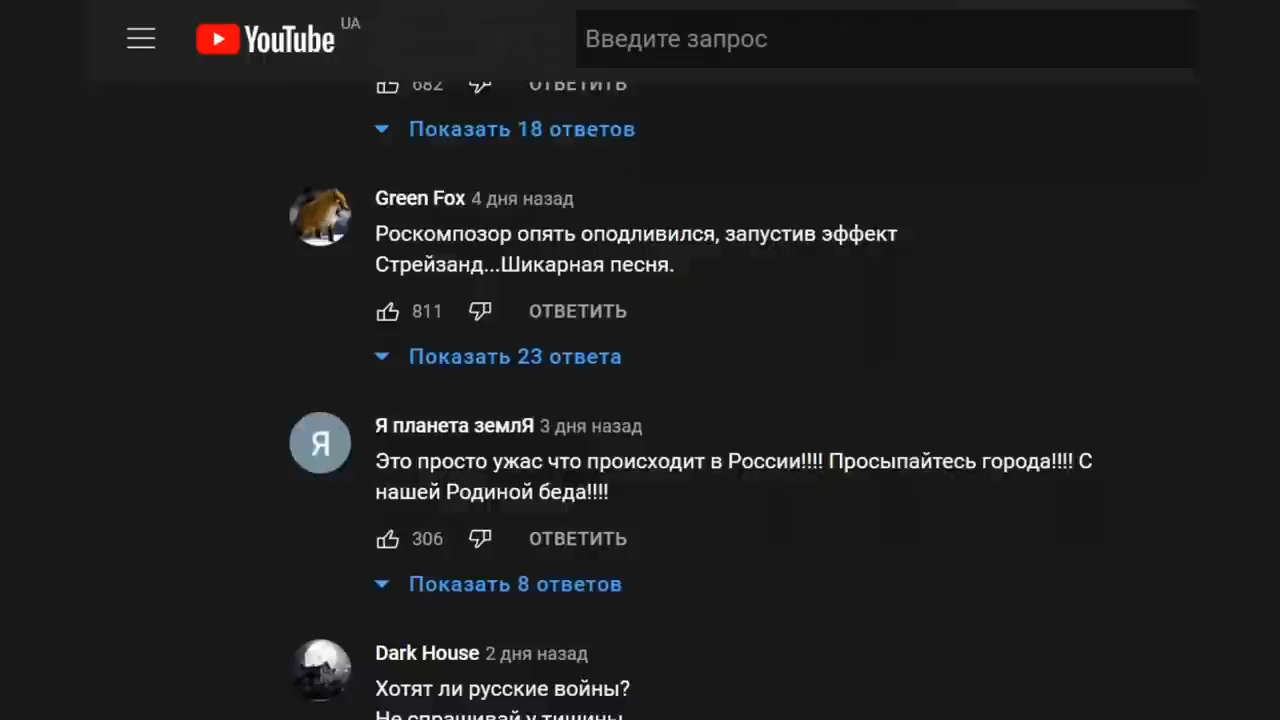 YouTube UA
Введите запрос
682 ОТВЕТИТЬ
Показать 18 ответов
Green Fox 4 дня назад
Роскомпозор опять оподливился, запустив эффект
Стрейзанд...Шикарная песня.
811 ОТВЕТИТЬ
Показать 23 ответа
Я
Я планета землЯ 3 дня назад
Это просто ужас что происходит в России!!!! Просыпайтесь города!!!! С
нашей Родиной беда!!!!
306 ОТВЕТИТЬ
Показать 8 ответов
Dark House 2 дня назад
Хотят ли русские войны?
Не спрашивай у тишины